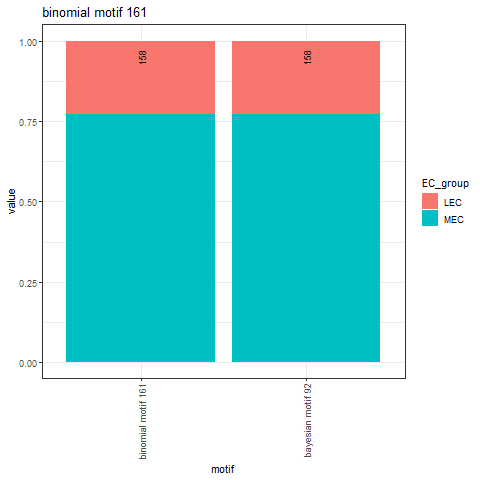 binomial motif 161
1.00
0.75
0.50
0.25
0.00
value
158
158
binomial motif 161
bayesian motif 92
motif
EC_group
LEC
MEC